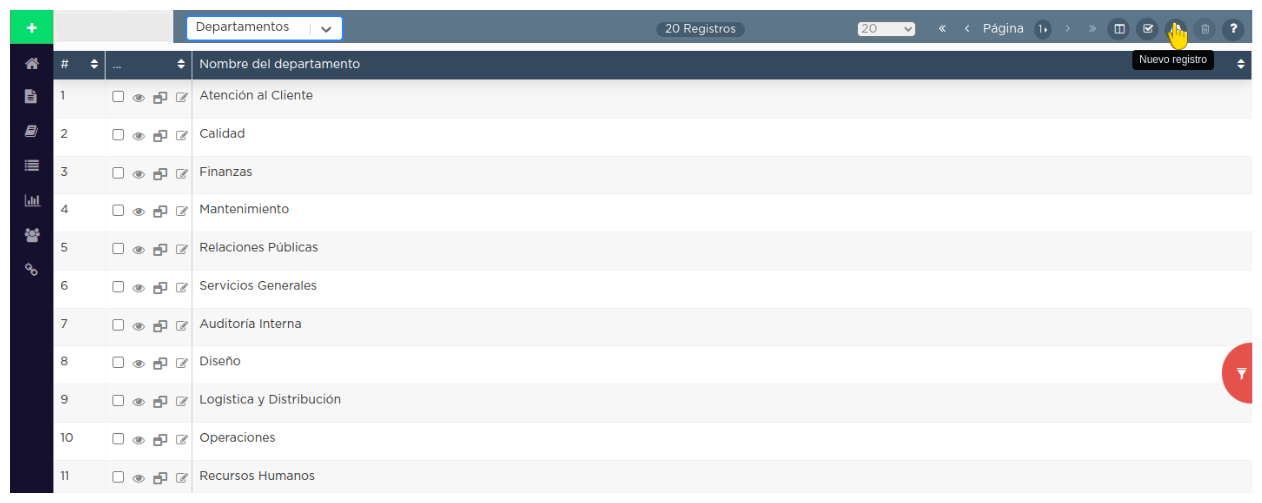 + Departamentos 20 Registros 20 « ‹ Página 1 › » ?
Nuevo registro
# ... Nombre del departamento
1 Atención al Cliente
2 Calidad
3 Finanzas
4 Mantenimiento
5 Relaciones Públicas
6 Servicios Generales
7 Auditoría Interna
8 Diseño
9 Logística y Distribución
10 Operaciones
11 Recursos Humanos